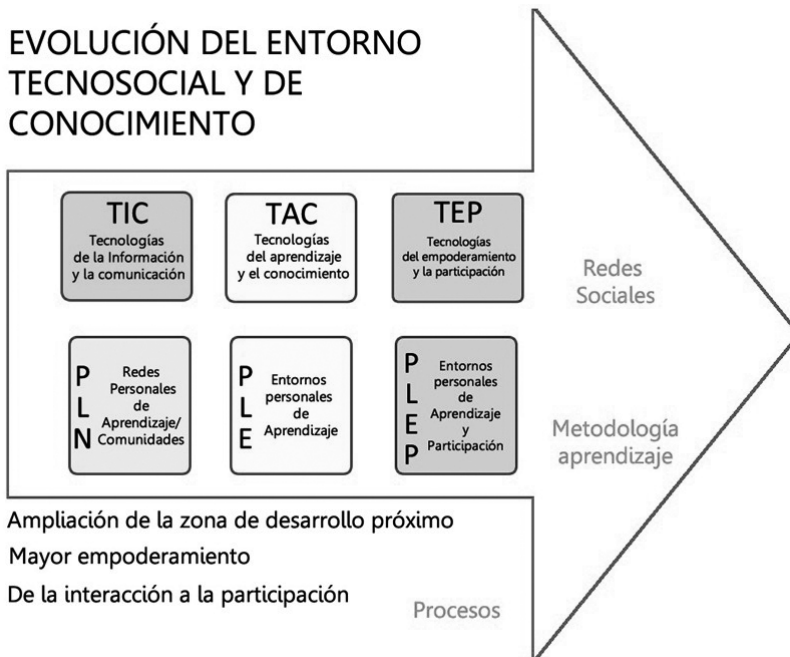 EVOLUCIÓN DEL ENTORNO
TECNOSOCIAL Y DE
CONOCIMIENTO
TIC
Tecnologías
de la Información
y la comunicación
TAC
Tecnologías
del aprendizaje
y el conocimiento
TEP
Tecnologías
del empoderamiento
y la participación
Redes
Sociales
PLN
Redes
Personales
de
Aprendizaje/
Comunidades
PLE
Entornos
personales
de
Aprendizaje
PLEP
Entornos
personales
de
Aprendizaje
y
Participación
Metodología
aprendizaje
Ampliación de la zona de desarrollo próximo
Mayor empoderamiento
De la interacción a la participación
Procesos